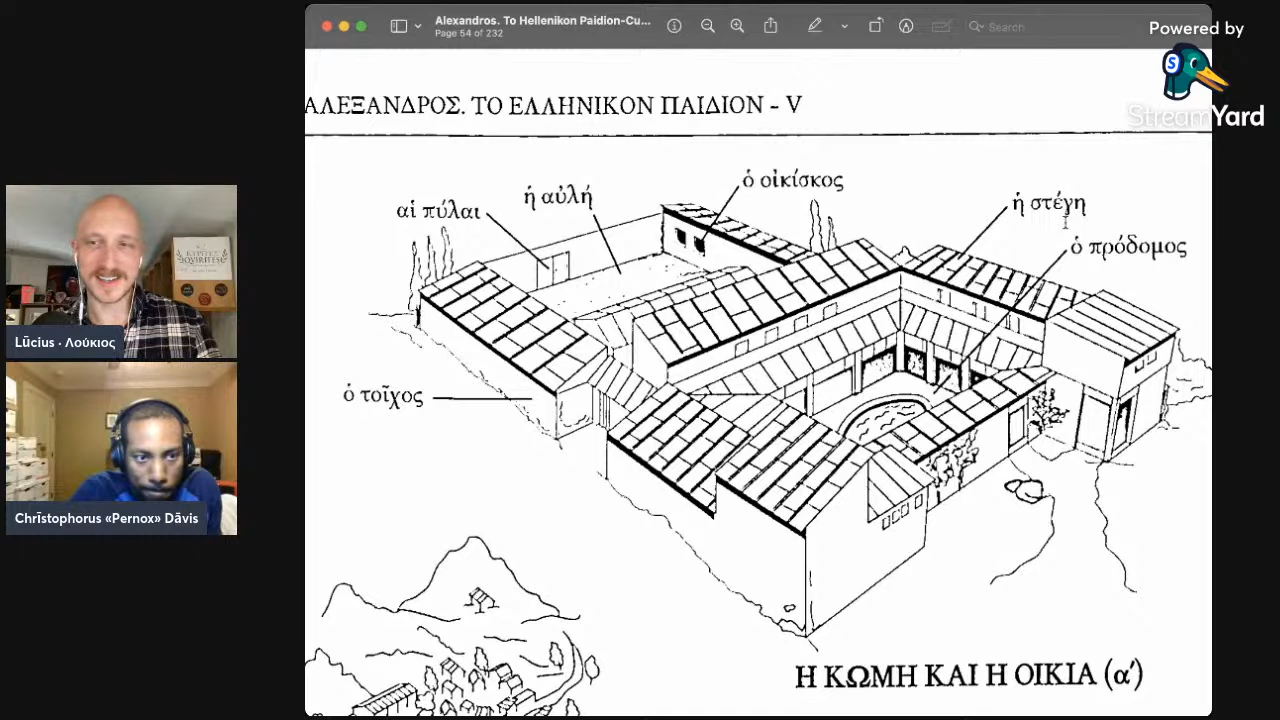 Alexandros. To Hellenikon Paidion-Cu...
Page 54 of 232
Search
Powered by
StreamYard
ΑΛΕΞΑΝΔΡΟΣ. ΤΟ ΕΛΛΗΝΙΚΟΝ ΠΑΙΔΙΟΝ - V
ὁ οἰκίσκος
ἡ αὐλή
αἱ πύλαι
ἡ στέγη
ὁ πρόδομος
ὁ τοῖχος
Η ΚΩΜΗ ΚΑΙ Η ΟΙΚΙΑ (α′)
Lūcius · Λούκιος
Chrīstophorus «Pernox» Dāvis